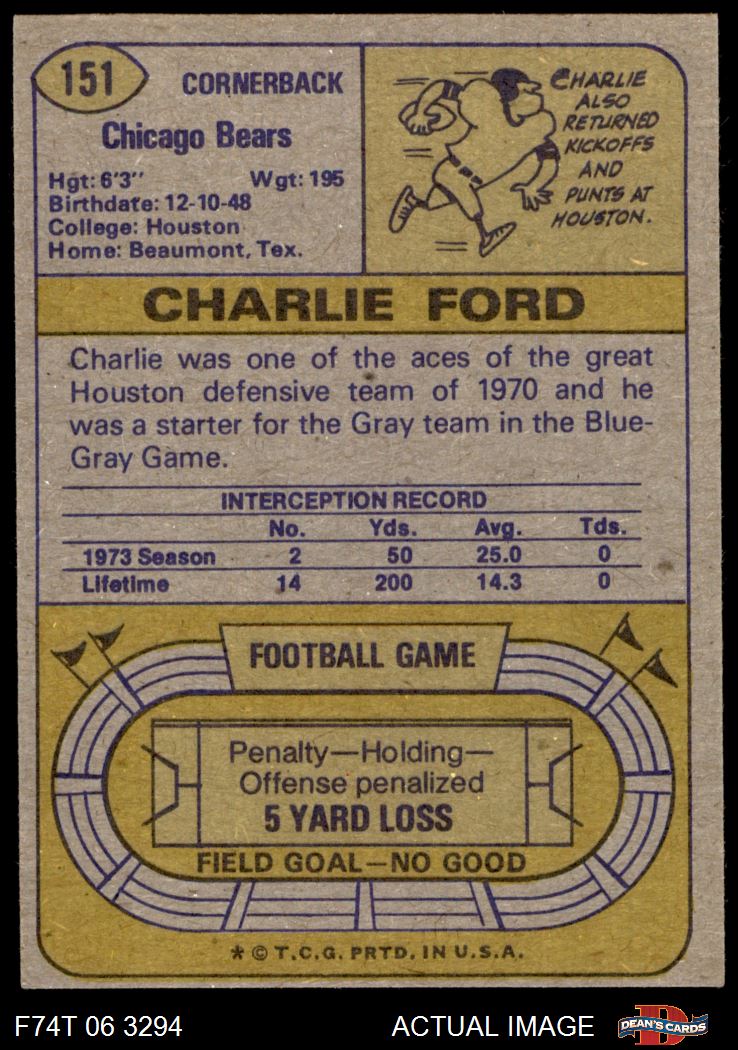 151
CORNERBACK
Chicago Bears
Hgt: 6'3" Wgt: 195
Birthdate: 12-10-48
College: Houston
Home: Beaumont, Tex.
CHARLIE
ALSO
RETURNED
KICKOFFS
AND
PUNTS AT
HOUSTON.
CHARLIE FORD
Charlie was one of the aces of the great
Houston defensive team of 1970 and he
was a starter for the Gray team in the Blue-
Gray Game.
INTERCEPTION RECORD
No. Yds. Avg. Tds.
1973 Season 2 50 25.0 0
Lifetime 14 200 14.3 0
FOOTBALL GAME
Penalty—Holding—
Offense penalized
5 YARD LOSS
FIELD GOAL—NO GOOD
* © T.C.G. PRTD. IN U.S.A.
F74T 06 3294 ACTUAL IMAGE
D
DEAN'S CARDS